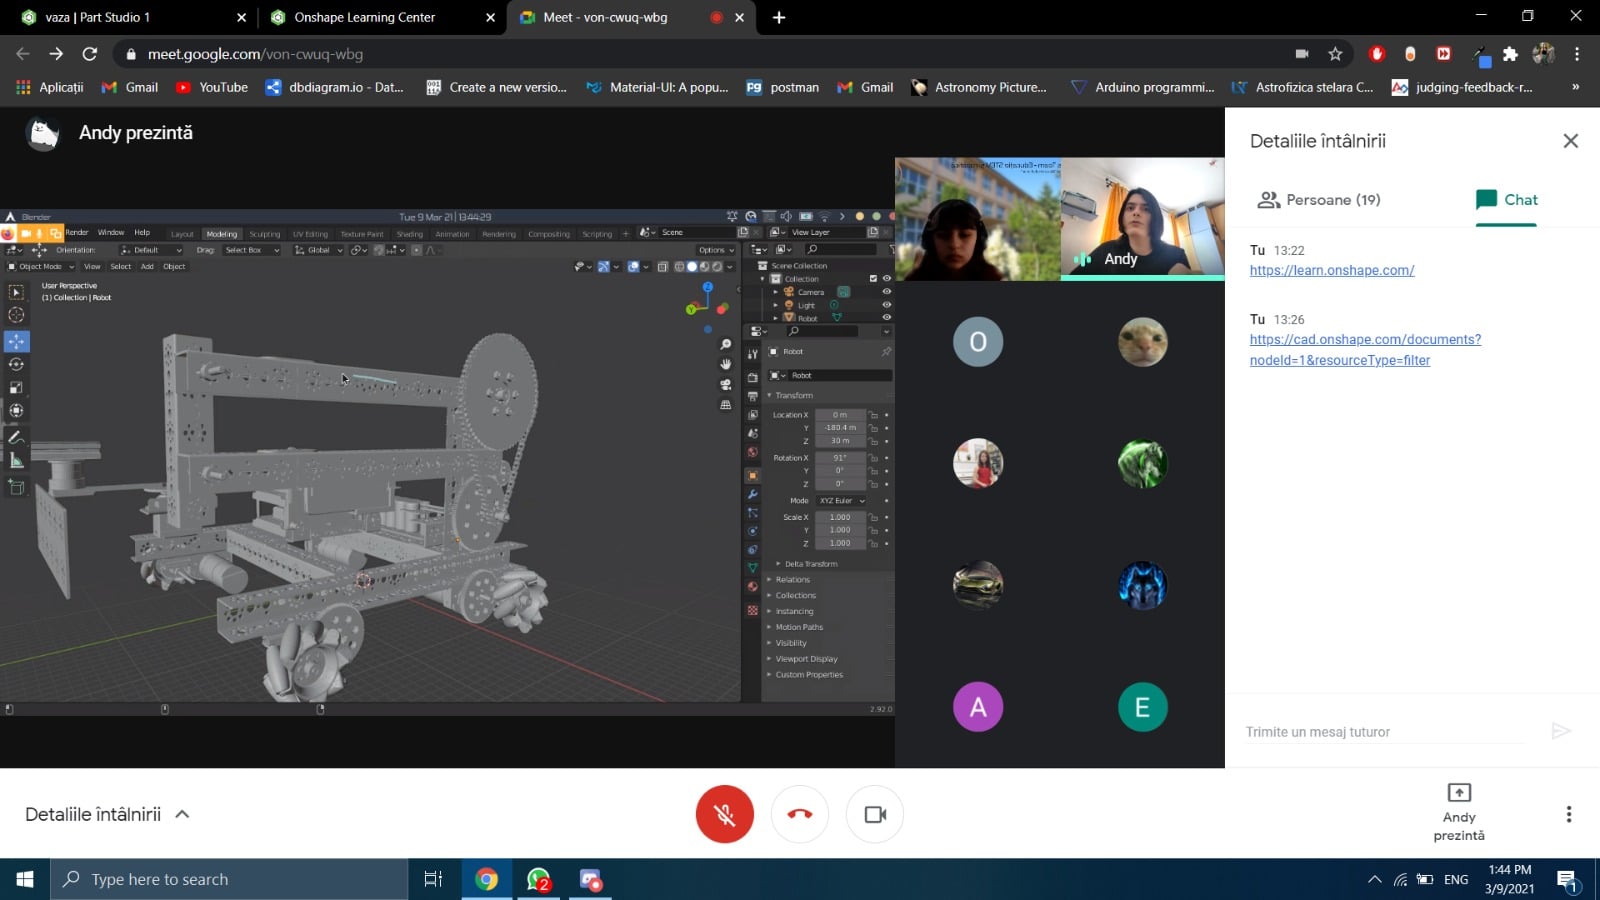 vaza | Part Studio 1
Onshape Learning Center
Meet - von-cwuq-wbg
meet.google.com/von-cwuq-wbg
Aplicații
Gmail
YouTube
dbdiagram.io - Dat...
Create a new versio...
Material-UI: A popu...
pg
postman
Gmail
Astronomy Picture...
Arduino programmi...
Astrofizica stelara C...
judging-feedback-r...
»
Andy prezintă
Blender
Tue 9 Mar 21 | 13:44:29
Render Window Help
Layout Modeling Sculpting UV Editing Texture Paint Shading Animation Rendering Compositing Scripting +
Scene
View Layer
Orientation: Default Drag: Select Box Global
Options
Object Mode View Select Add Object
User Perspective
(1) Collection | Robot
Z
Y
Scene Collection
Collection
Camera
Light
Robot
Robot
Robot
Transform
Location X 0 m
Y -180.4 m
Z 30 m
Rotation X 91°
Y 0°
Z 0°
Mode XYZ Euler
Scale X 1.000
Y 1.000
Z 1.000
Delta Transform
Relations
Collections
Instancing
Motion Paths
Visibility
Viewport Display
Custom Properties
2.92.0
Andy
O
A
E
Detaliile întâlnirii
Persoane (19)
Chat
Tu 13:22
https://learn.onshape.com/
Tu 13:26
https://cad.onshape.com/documents?
nodeId=1&resourceType=filter
Trimite un mesaj tuturor
Detaliile întâlnirii
Andy
prezintă
Type here to search
2
ENG
1:44 PM
3/9/2021
1